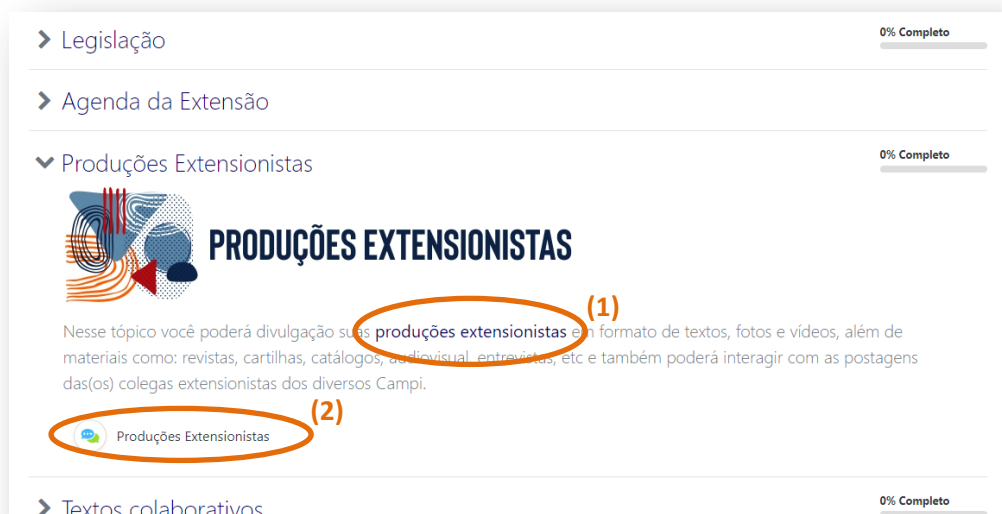 Legislação
0% Completo
Agenda da Extensão
Produções Extensionistas
0% Completo
PRODUÇÕES EXTENSIONISTAS
(1)
Nesse tópico você poderá divulgação suas produções extensionistas em formato de textos, fotos e vídeos, além de
materiais como: revistas, cartilhas, catálogos, audiovisual, entrevistas, etc e também poderá interagir com as postagens
das(os) colegas extensionistas dos diversos Campi.
(2)
Produções Extensionistas
Textos colaborativos
0% Completo